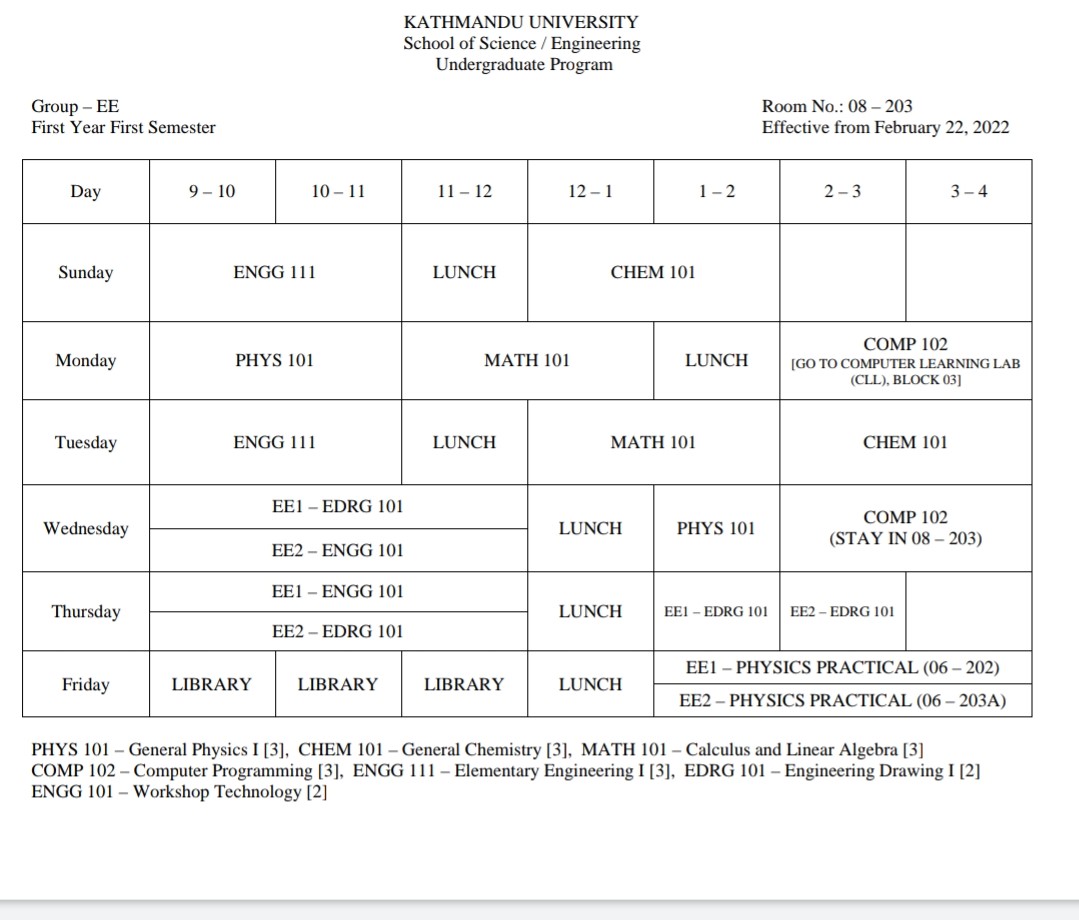 KATHMANDU UNIVERSITY
School of Science / Engineering
Undergraduate Program
Group – EE
Room No.: 08 – 203
First Year First Semester
Effective from February 22, 2022
Day 9 – 10 10 – 11 11 – 12 12 – 1 1 – 2 2 – 3 3 – 4
Sunday ENGG 111 LUNCH CHEM 101
Monday PHYS 101 MATH 101 LUNCH COMP 102
[GO TO COMPUTER LEARNING LAB
(CLL), BLOCK 03]
Tuesday ENGG 111 LUNCH MATH 101 CHEM 101
Wednesday
EE1 – EDRG 101
EE2 – ENGG 101
LUNCH PHYS 101
COMP 102
(STAY IN 08 – 203)
Thursday
EE1 – ENGG 101
EE2 – EDRG 101
LUNCH EE1 – EDRG 101 EE2 – EDRG 101
Friday LIBRARY LIBRARY LIBRARY LUNCH
EE1 – PHYSICS PRACTICAL (06 – 202)
EE2 – PHYSICS PRACTICAL (06 – 203A)
PHYS 101 – General Physics I [3], CHEM 101 – General Chemistry [3], MATH 101 – Calculus and Linear Algebra [3]
COMP 102 – Computer Programming [3], ENGG 111 – Elementary Engineering I [3], EDRG 101 – Engineering Drawing I [2]
ENGG 101 – Workshop Technology [2]